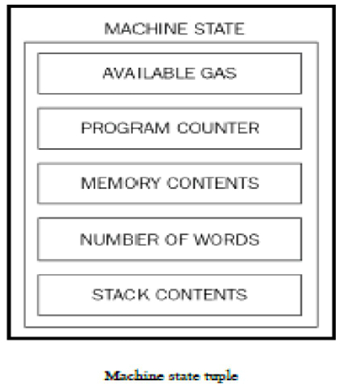 MACHINE STATE
AVAILABLE GAS
PROGRAM COUNTER
MEMORY CONTENTS
NUMBER OF WORDS
STACK CONTENTS
Machine state tuple